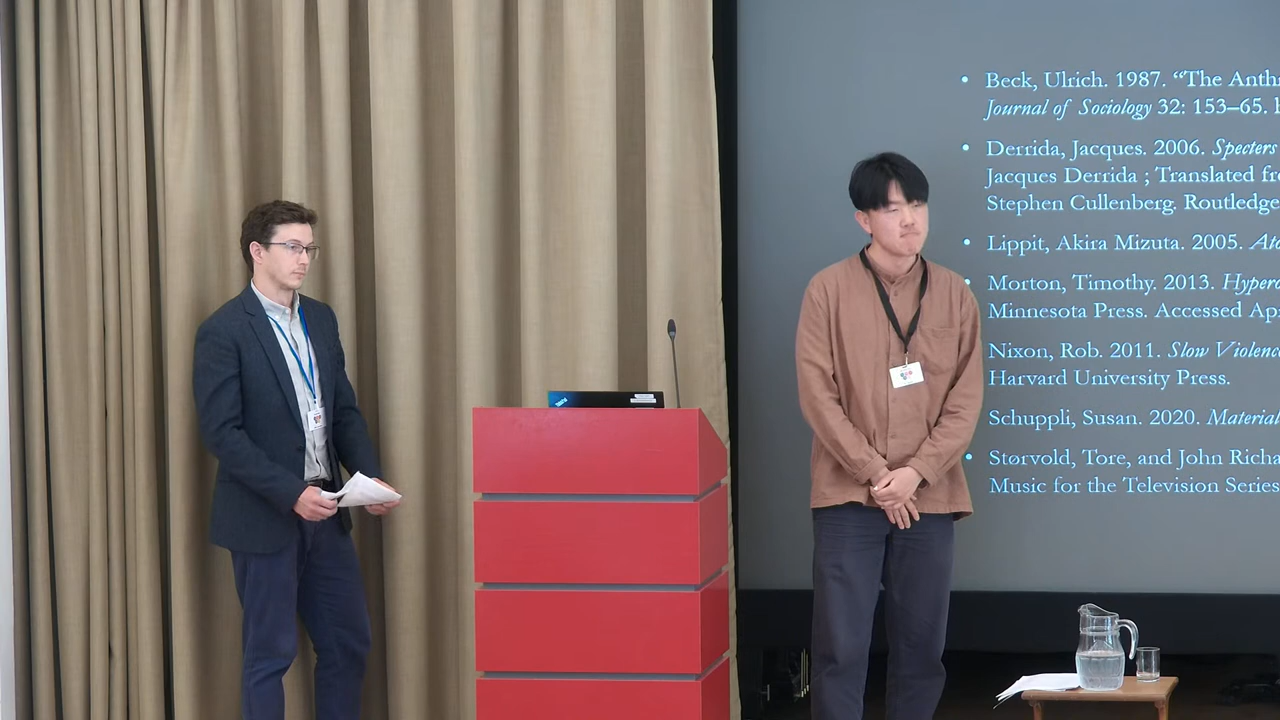 • Beck, Ulrich. 1987. “The Anth
Journal of Sociology 32: 153–65.
• Derrida, Jacques. 2006. Specters
Jacques Derrida ; Translated fr
Stephen Cullenberg. Routledge
• Lippit, Akira Mizuta. 2005. Ato
• Morton, Timothy. 2013. Hypero
Minnesota Press. Accessed Ap
Nixon, Rob. 2011. Slow Violenc
Harvard University Press.
Schuppli, Susan. 2020. Material
• Størvold, Tore, and John Richa
Music for the Television Series